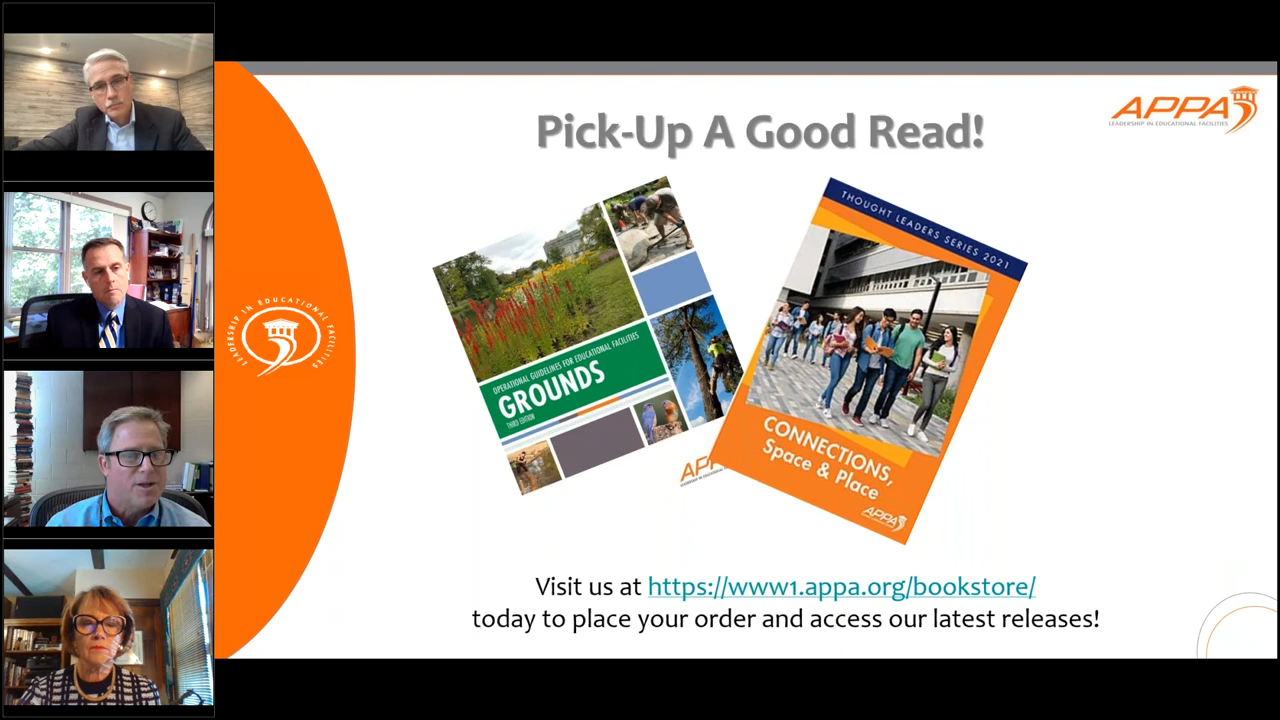 Pick-Up A Good Read!
APPA
LEADERSHIP IN EDUCATIONAL FACILITIES
LEADERSHIP IN EDUCATIONAL FACILITIES
OPERATIONAL GUIDELINES FOR EDUCATIONAL FACILITIES
GROUNDS
THIRD EDITION
APPA
THOUGHT LEADERS SERIES 2021
CONNECTIONS,
Space & Place
APPA
Visit us at https://www1.appa.org/bookstore/
today to place your order and access our latest releases!